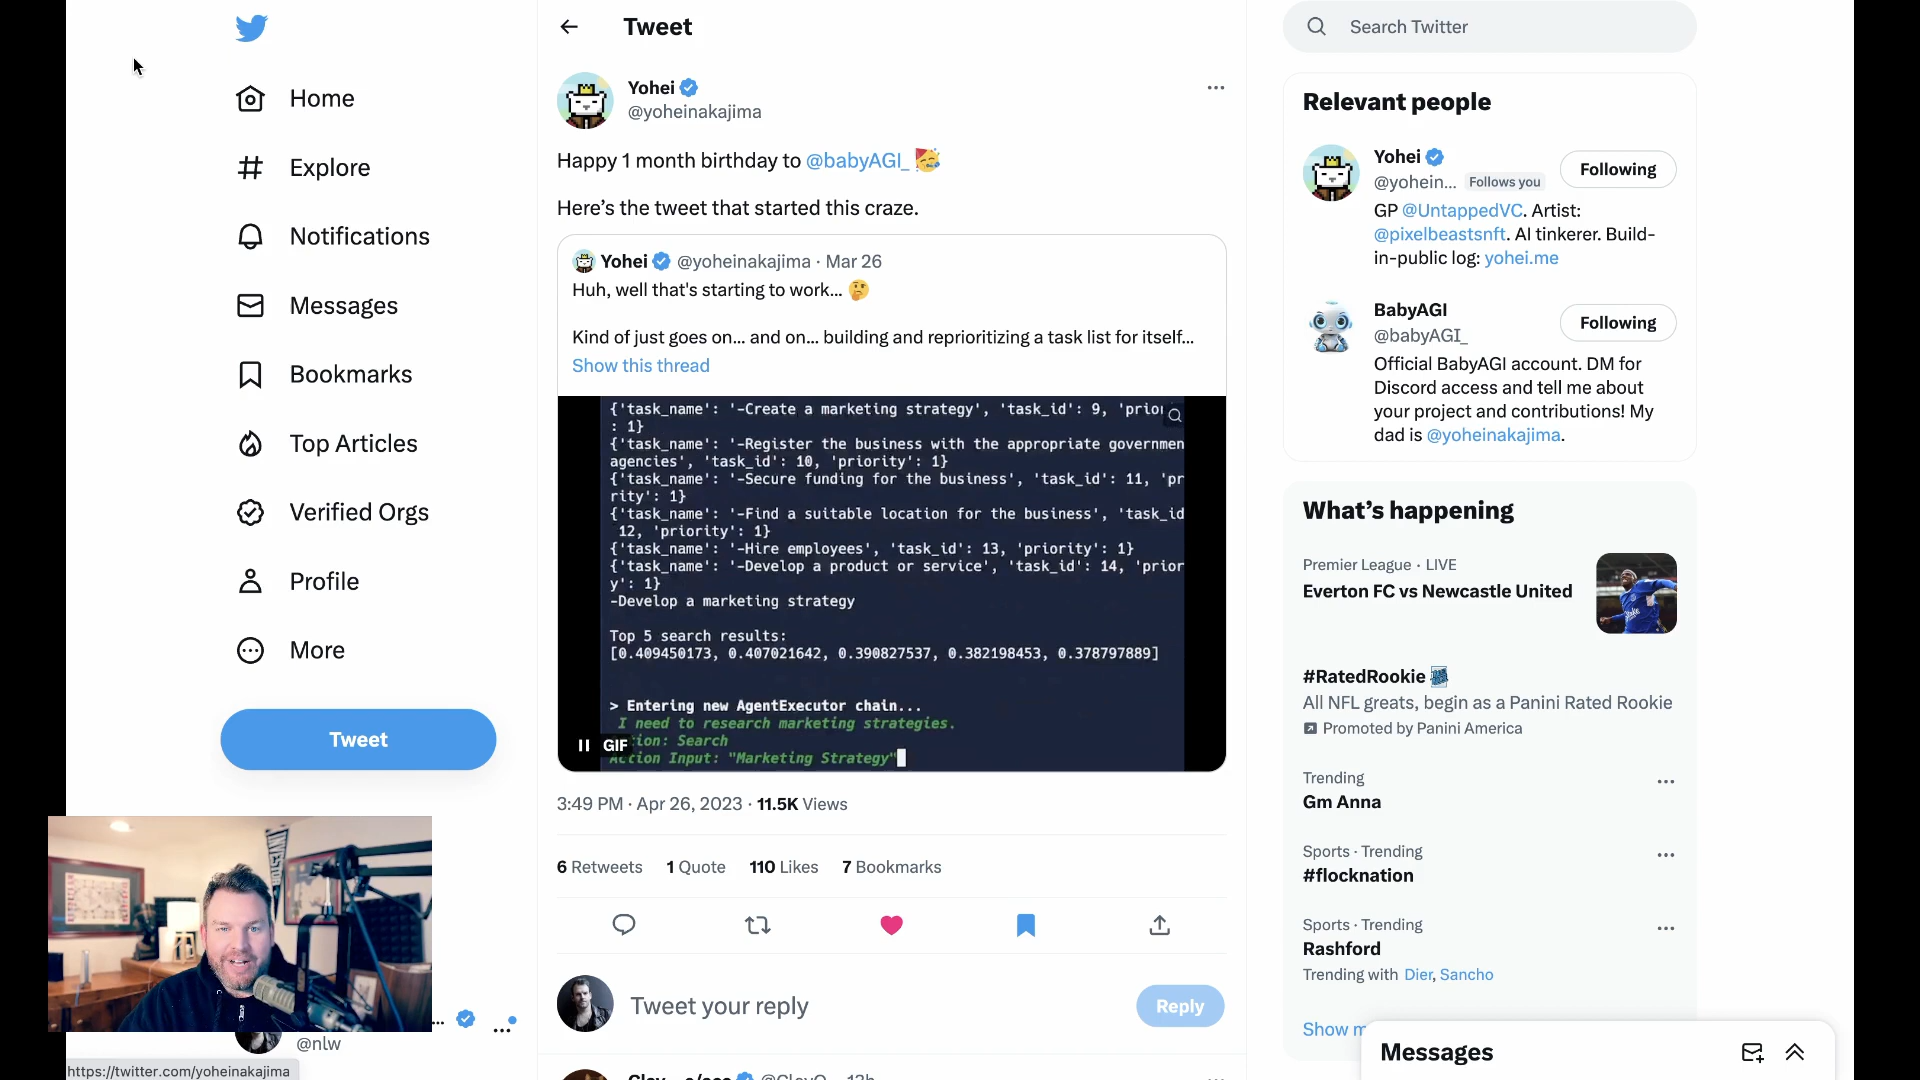 Home
Explore
Notifications
Messages
Bookmarks
Top Articles
Verified Orgs
Profile
More
Tweet
...
@nlw
https://twitter.com/yoheinakajima
Tweet
Yohei
@yoheinakajima
Happy 1 month birthday to @babyAGI_ 🥳
Here’s the tweet that started this craze.
Yohei @yoheinakajima · Mar 26
Huh, well that's starting to work... 🤔
Kind of just goes on... and on... building and reprioritizing a task list for itself...
Show this thread
{'task_name': '-Create a marketing strategy', 'task_id': 9, 'prior
: 1}
{'task_name': '-Register the business with the appropriate governmen
agencies', 'task_id': 10, 'priority': 1}
{'task_name': '-Secure funding for the business', 'task_id': 11, 'pr
rity': 1}
{'task_name': '-Find a suitable location for the business', 'task_id
12, 'priority': 1}
{'task_name': '-Hire employees', 'task_id': 13, 'priority': 1}
{'task_name': '-Develop a product or service', 'task_id': 14, 'prior
y': 1}
-Develop a marketing strategy
Top 5 search results:
[0.409450173, 0.407021642, 0.390827537, 0.382198453, 0.378797889]
> Entering new AgentExecutor chain...
I need to research marketing strategies.
tion: Search
Action Input: "Marketing Strategy"
GIF
3:49 PM · Apr 26, 2023 · 11.5K Views
6 Retweets 1 Quote 110 Likes 7 Bookmarks
Tweet your reply
Reply
Search Twitter
Relevant people
Yohei
Following
@yohein... Follows you
GP @UntappedVC. Artist:
@pixelbeastsnft. AI tinkerer. Build-
in-public log: yohei.me
BabyAGI
Following
@babyAGI_
Official BabyAGI account. DM for
Discord access and tell me about
your project and contributions! My
dad is @yoheinakajima.
What’s happening
Premier League · LIVE
Everton FC vs Newcastle United
#RatedRookie
All NFL greats, begin as a Panini Rated Rookie
Promoted by Panini America
Trending
Gm Anna
Sports · Trending
#flocknation
Sports · Trending
Rashford
Trending with Dier, Sancho
Show m
Messages